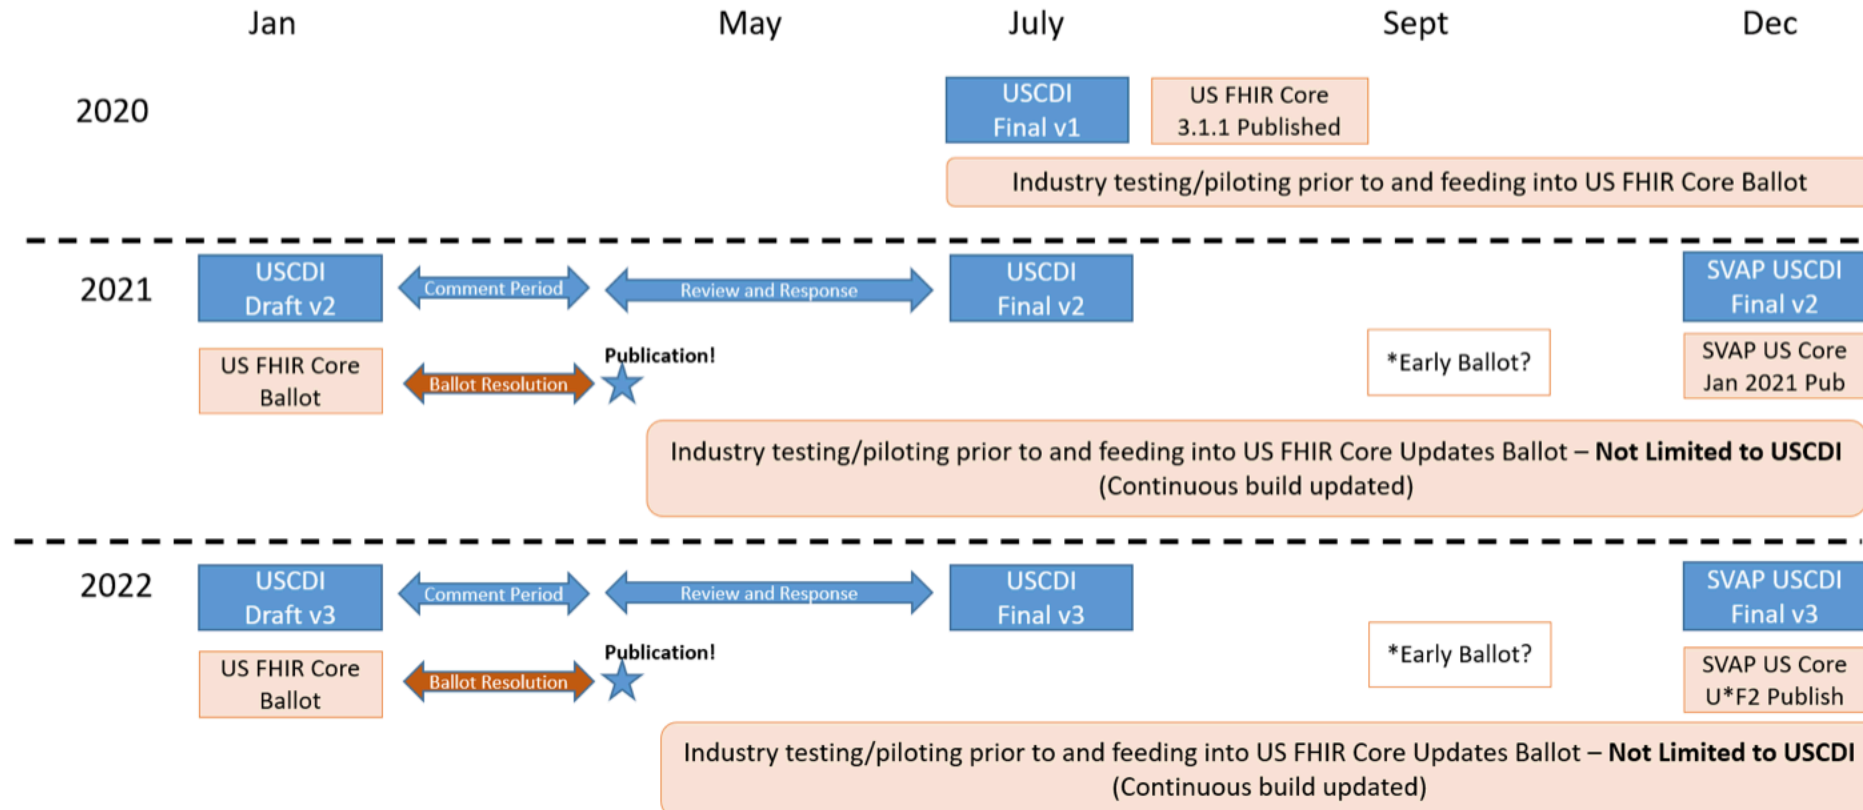 Jan May July Sept Dec
2020
USCDI
Final v1
US FHIR Core
3.1.1 Published
Industry testing/piloting prior to and feeding into US FHIR Core Ballot
2021
USCDI
Draft v2
Comment Period
Review and Response
USCDI
Final v2
SVAP USCDI
Final v2
US FHIR Core
Ballot
Ballot Resolution
Publication!
*Early Ballot?
SVAP US Core
Jan 2021 Pub
Industry testing/piloting prior to and feeding into US FHIR Core Updates Ballot – Not Limited to USCDI
(Continuous build updated)
2022
USCDI
Draft v3
Comment Period
Review and Response
USCDI
Final v3
SVAP USCDI
Final v3
US FHIR Core
Ballot
Ballot Resolution
Publication!
*Early Ballot?
SVAP US Core
U*F2 Publish
Industry testing/piloting prior to and feeding into US FHIR Core Updates Ballot – Not Limited to USCDI
(Continuous build updated)